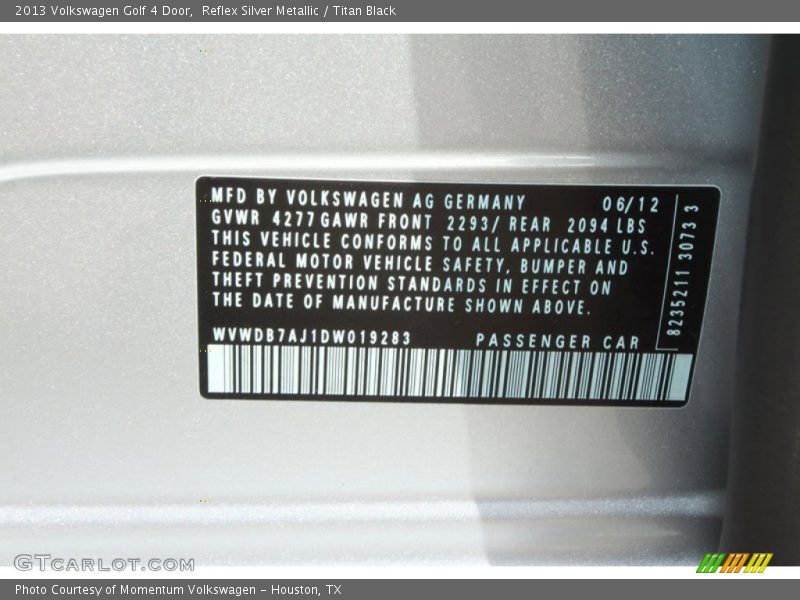 2013 Volkswagen Golf 4 Door, Reflex Silver Metallic / Titan Black
MFD BY VOLKSWAGEN AG GERMANY 06/12
GVWR 4277 GAWR FRONT 2293/ REAR 2094 LBS
THIS VEHICLE CONFORMS TO ALL APPLICABLE U.S.
FEDERAL MOTOR VEHICLE SAFETY, BUMPER AND
THEFT PREVENTION STANDARDS IN EFFECT ON
THE DATE OF MANUFACTURE SHOWN ABOVE.
WVWDB7AJ1DW019283 PASSENGER CAR
8235211 3073 3
GTCARLOT.COM
Photo Courtesy of Momentum Volkswagen - Houston, TX